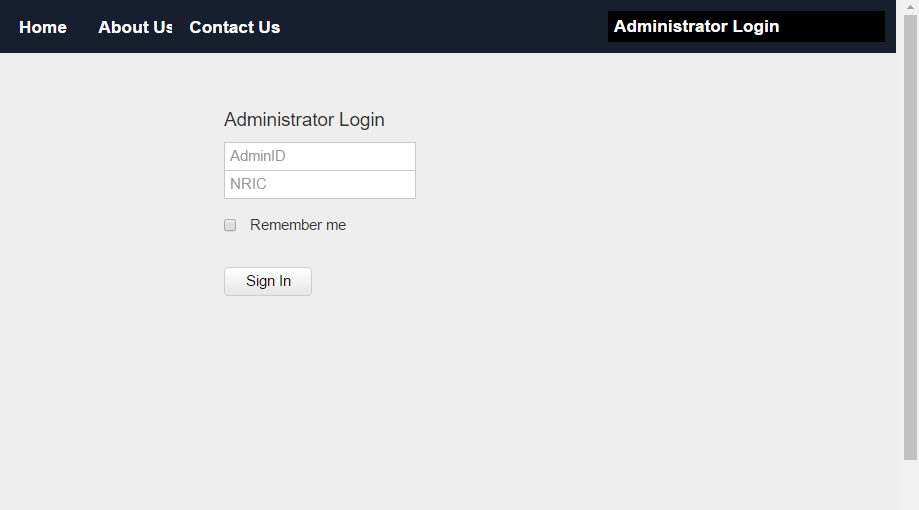 Home About Us Contact Us Administrator Login
Administrator Login
AdminID
NRIC
Remember me
Sign In